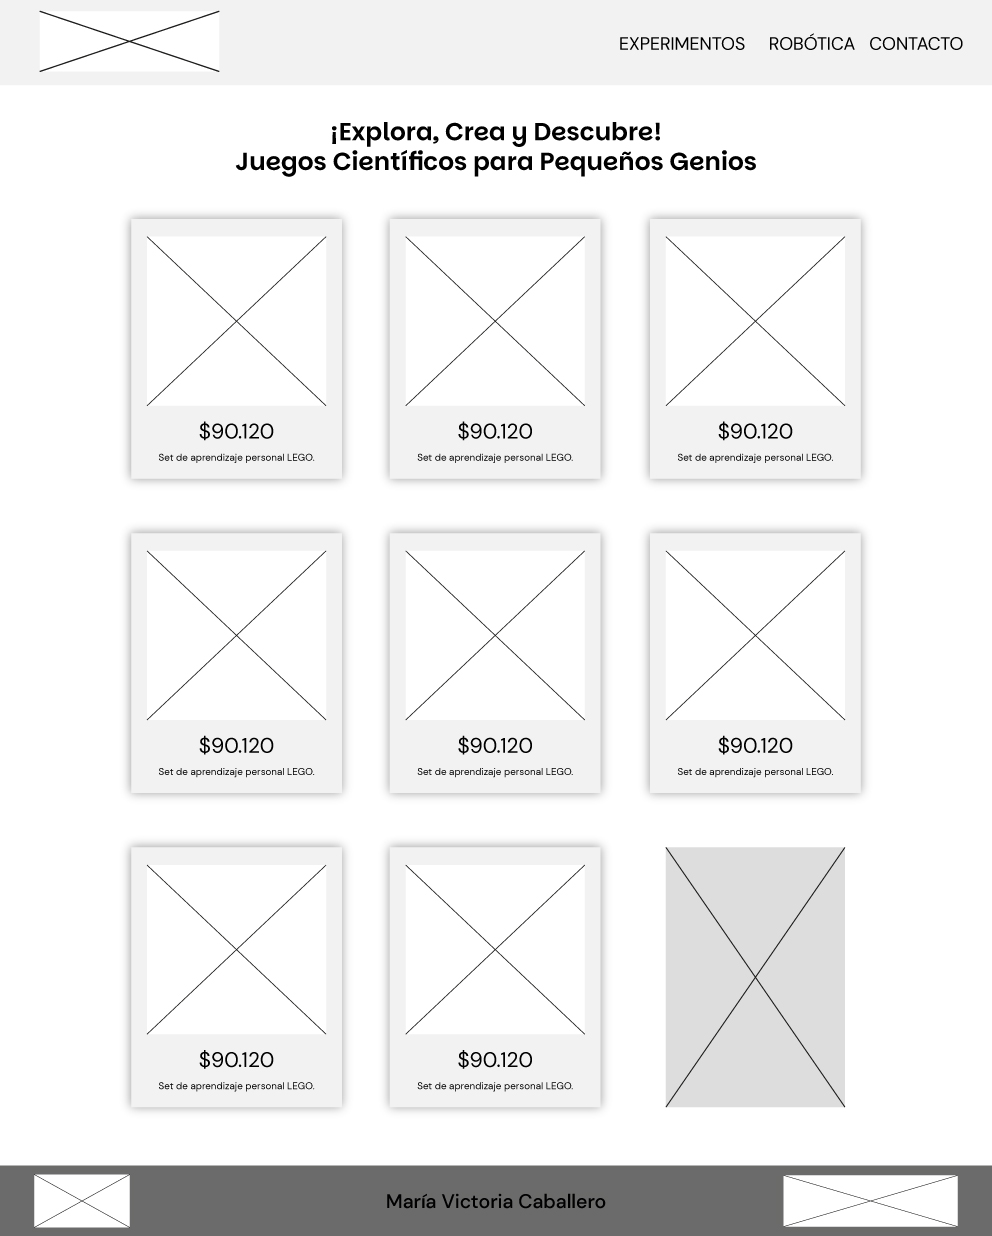 EXPERIMENTOS ROBÓTICA CONTACTO
¡Explora, Crea y Descubre!
Juegos Científicos para Pequeños Genios
$90.120 $90.120 $90.120
Set de aprendizaje personal LEGO. Set de aprendizaje personal LEGO. Set de aprendizaje personal LEGO.
$90.120 $90.120 $90.120
Set de aprendizaje personal LEGO. Set de aprendizaje personal LEGO. Set de aprendizaje personal LEGO.
$90.120 $90.120
Set de aprendizaje personal LEGO. Set de aprendizaje personal LEGO.
María Victoria Caballero